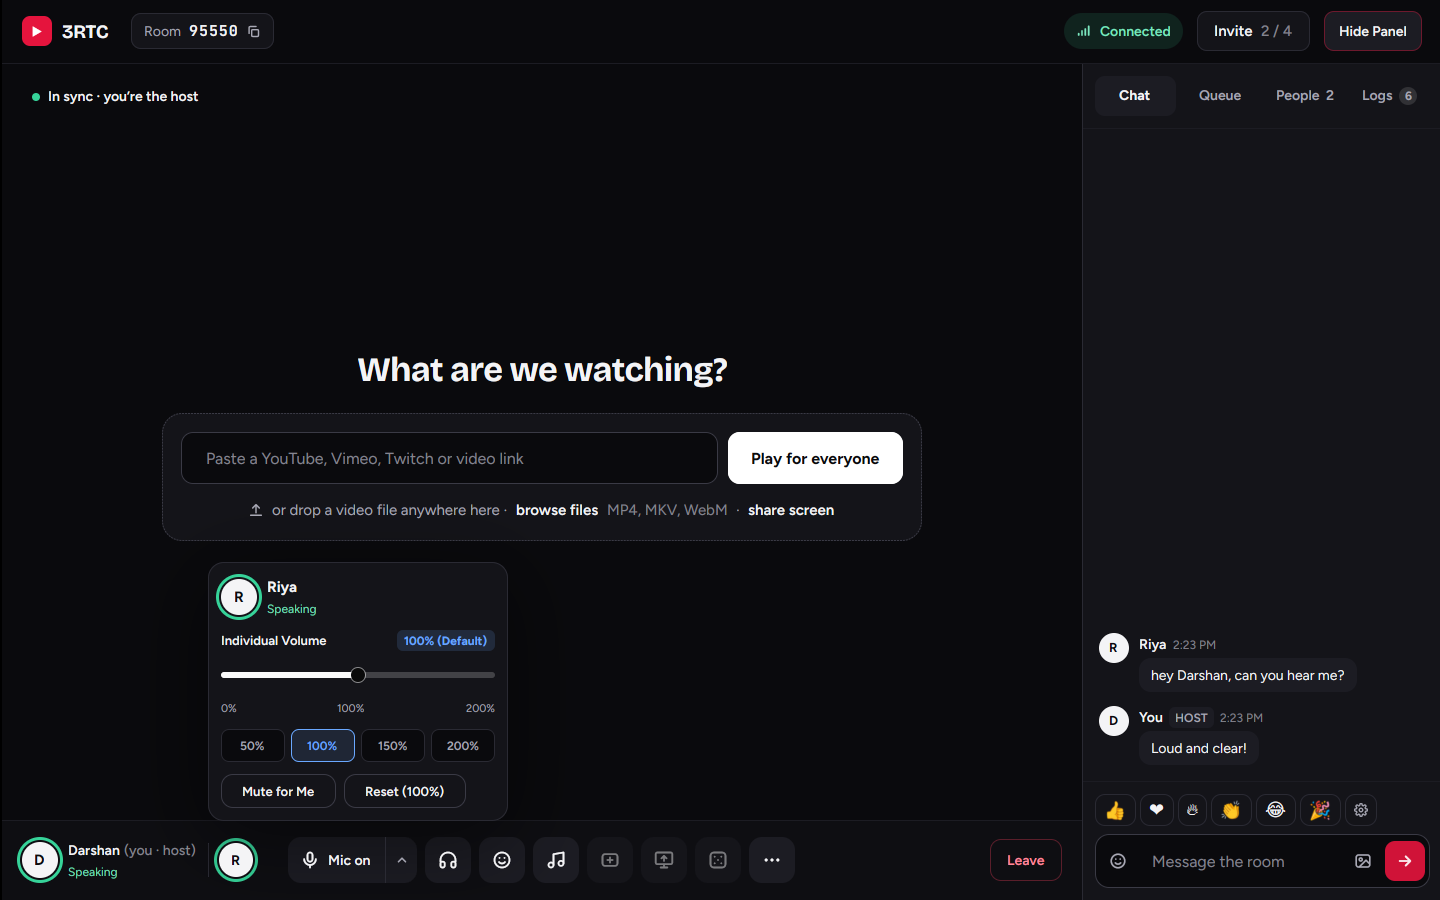 3RTC
Room 95550
Connected
Invite 2 / 4
Hide Panel
In sync · you're the host
Chat
Queue
People 2
Logs 6
What are we watching?
Paste a YouTube, Vimeo, Twitch or video link
Play for everyone
or drop a video file anywhere here · browse files MP4, MKV, WebM · share screen
R
Riya
Speaking
Individual Volume
100% (Default)
0%
100%
200%
50%
100%
150%
200%
Mute for Me
Reset (100%)
R
Riya 2:23 PM
hey Darshan, can you hear me?
D
You HOST 2:23 PM
Loud and clear!
D
Darshan (you · host)
Speaking
R
Mic on
Leave
Message the room